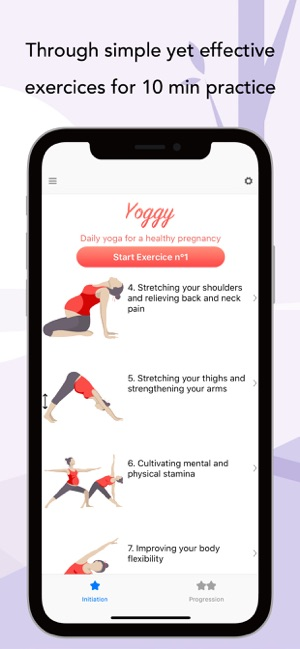 Through simple yet effective
exercices for 10 min practice
Yoggy
Daily yoga for a healthy pregnancy
Start Exercice n°1
4. Stretching your shoulders
and relieving back and neck
pain
5. Stretching your thighs and
strengthening your arms
6. Cultivating mental and
physical stamina
7. Improving your body
flexibility
Initiation
Progression